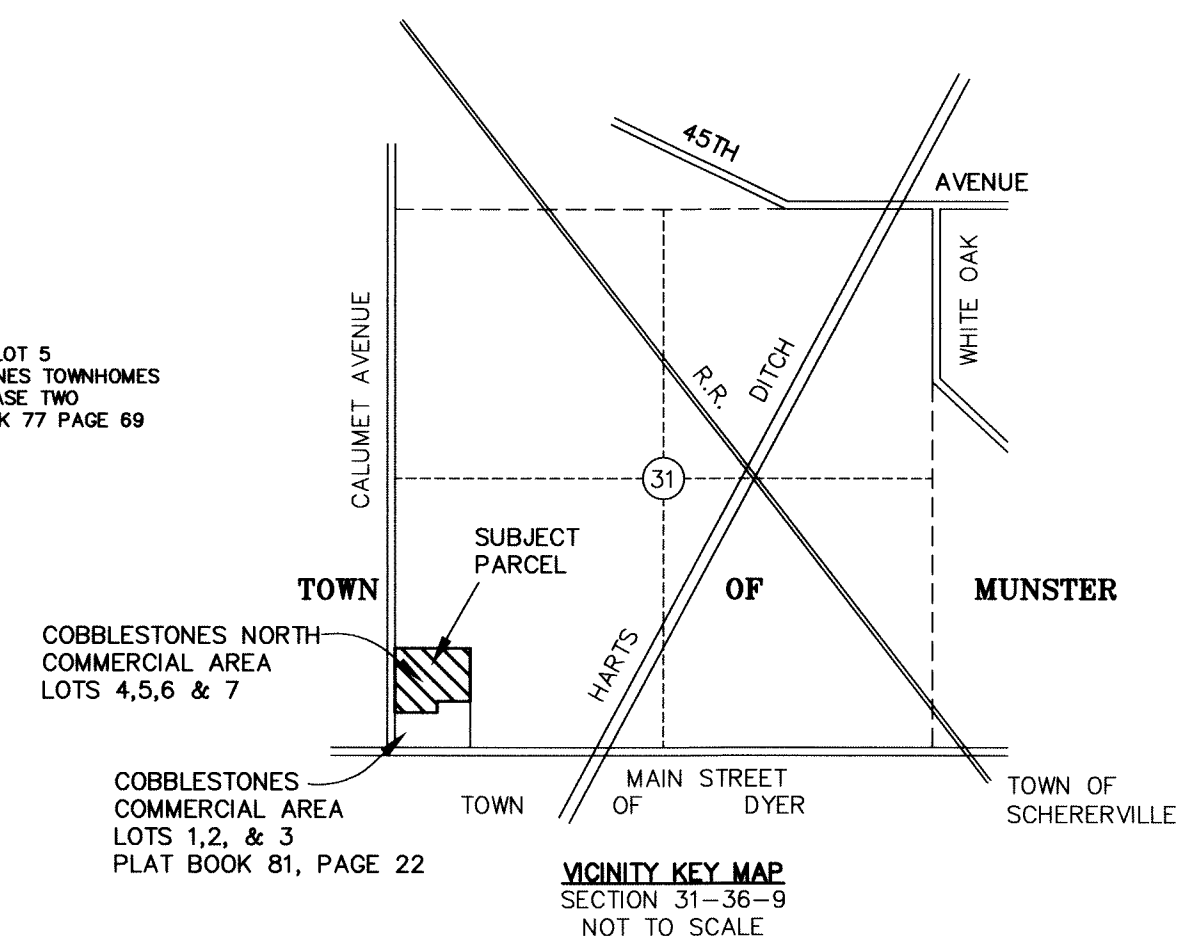 45TH
AVENUE
WHITE OAK
CALUMET AVENUE
LOT 5
NES TOWNHOMES
ASE TWO
K 77 PAGE 69
R.R.
DITCH
31
SUBJECT
PARCEL
TOWN OF MUNSTER
COBBLESTONES NORTH
COMMERCIAL AREA
LOTS 4,5,6 & 7
HARTS
COBBLESTONES
COMMERCIAL AREA
LOTS 1,2, & 3
PLAT BOOK 81, PAGE 22
MAIN STREET
TOWN OF DYER
TOWN OF
SCHERERVILLE
VICINITY KEY MAP
SECTION 31-36-9
NOT TO SCALE